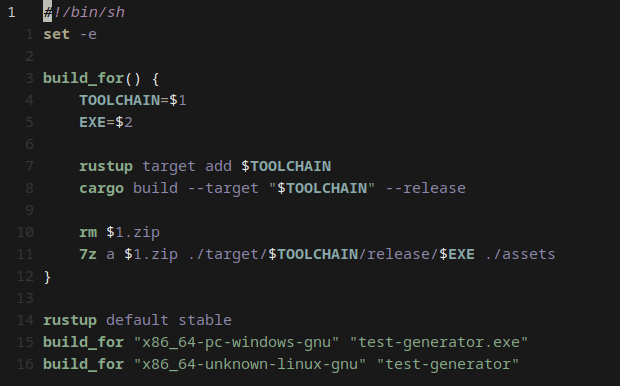 1 #!/bin/sh
1 set -e
2
3 build_for() {
4     TOOLCHAIN=$1
5     EXE=$2
6
7     rustup target add $TOOLCHAIN
8     cargo build --target "$TOOLCHAIN" --release
9
10     rm $1.zip
11     7z a $1.zip ./target/$TOOLCHAIN/release/$EXE ./assets
12 }
13
14 rustup default stable
15 build_for "x86_64-pc-windows-gnu" "test-generator.exe"
16 build_for "x86_64-unknown-linux-gnu" "test-generator"